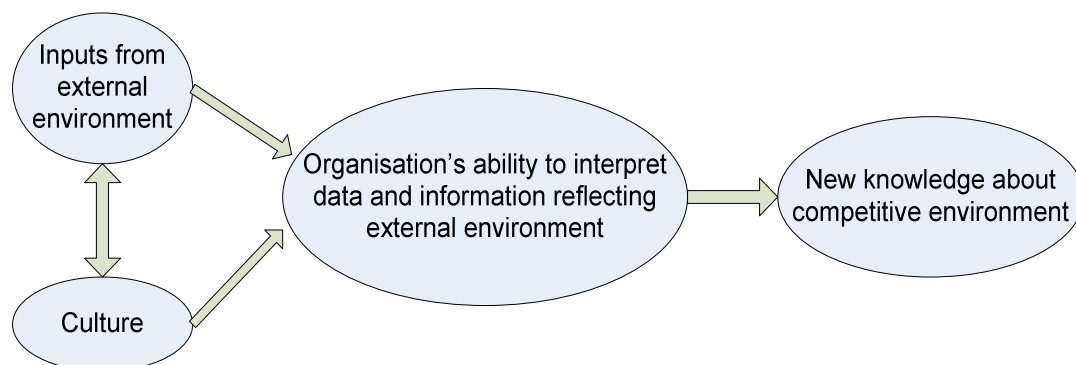 Inputs from
external
environment
Organisation's ability to interpret
data and information reflecting
external environment
New knowledge about
competitive environment
Culture